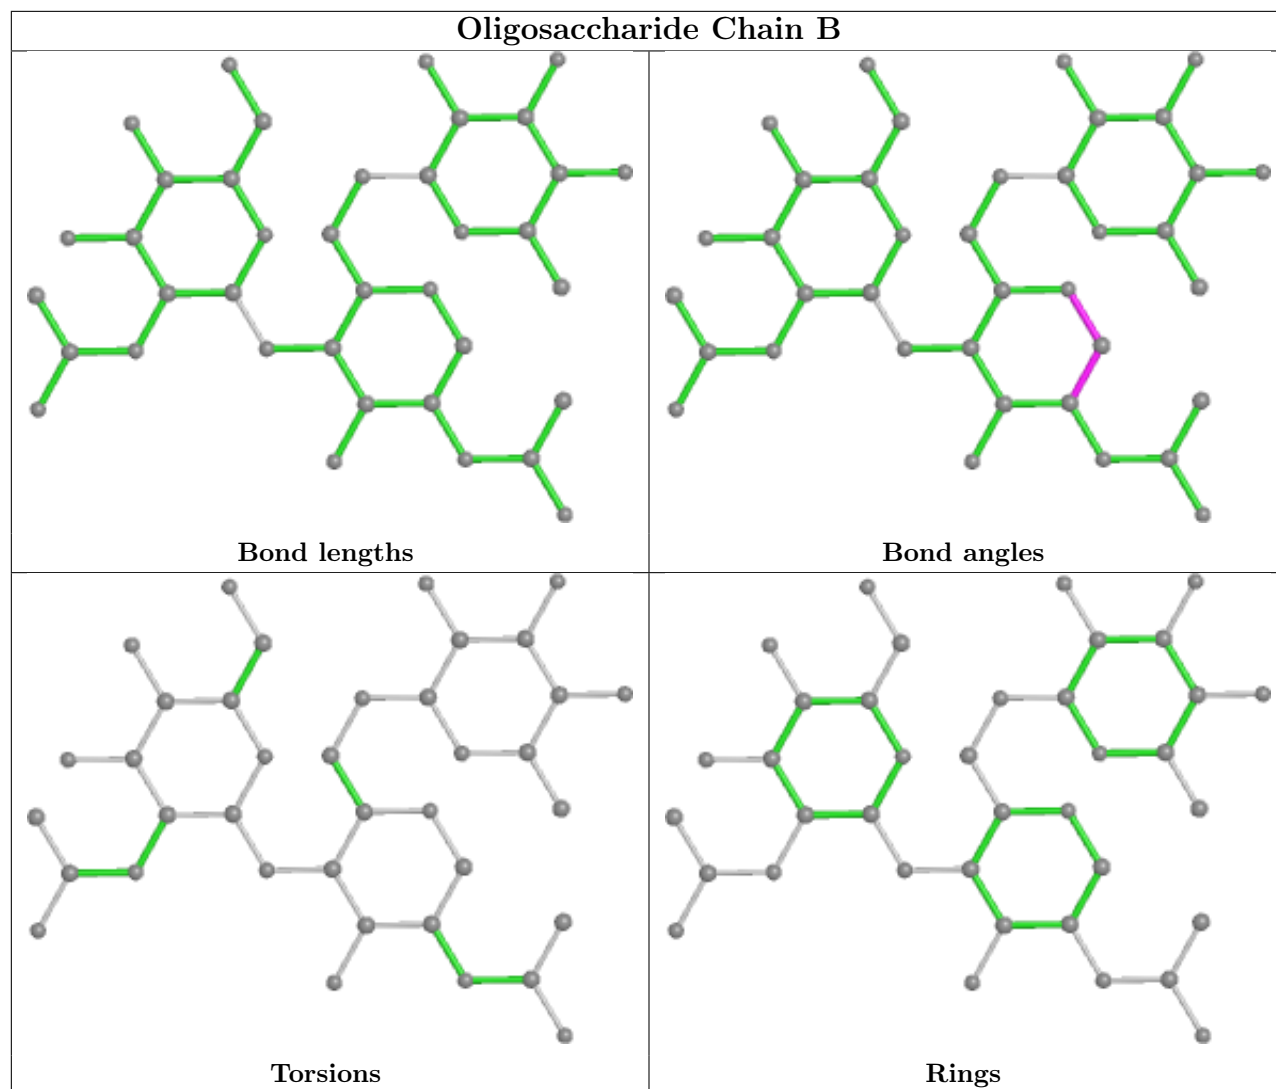 Oligosaccharide Chain B
Bond lengths
Bond angles
Torsions
Rings